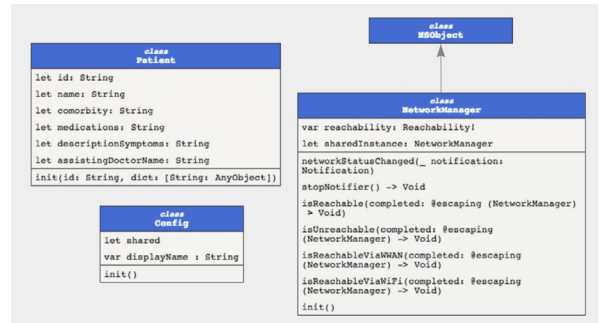 class
Patient
let id: String
let name: String
let comorbity: String
let medications: String
let descriptionSymptoms: String
let assistingDoctorName: String
init(id: String, dict: [String: AnyObject])
class
Config
let shared
var displayName : String
init()
class
NSObject
class
NetworkManager
var reachability: Reachability!
let sharedInstance: NetworkManager
networkStatusChanged(_ notification:
Notification)
stopNotifier() -> Void
isReachable(completed: @escaping (NetworkManager)
> Void)
isUnreachable(completed: @escaping
(NetworkManager) -> Void)
isReachableViaWWAN(completed: @escaping
(NetworkManager) -> Void)
isReachableViaWiFi(completed: @escaping
(NetworkManager) -> Void)
init()